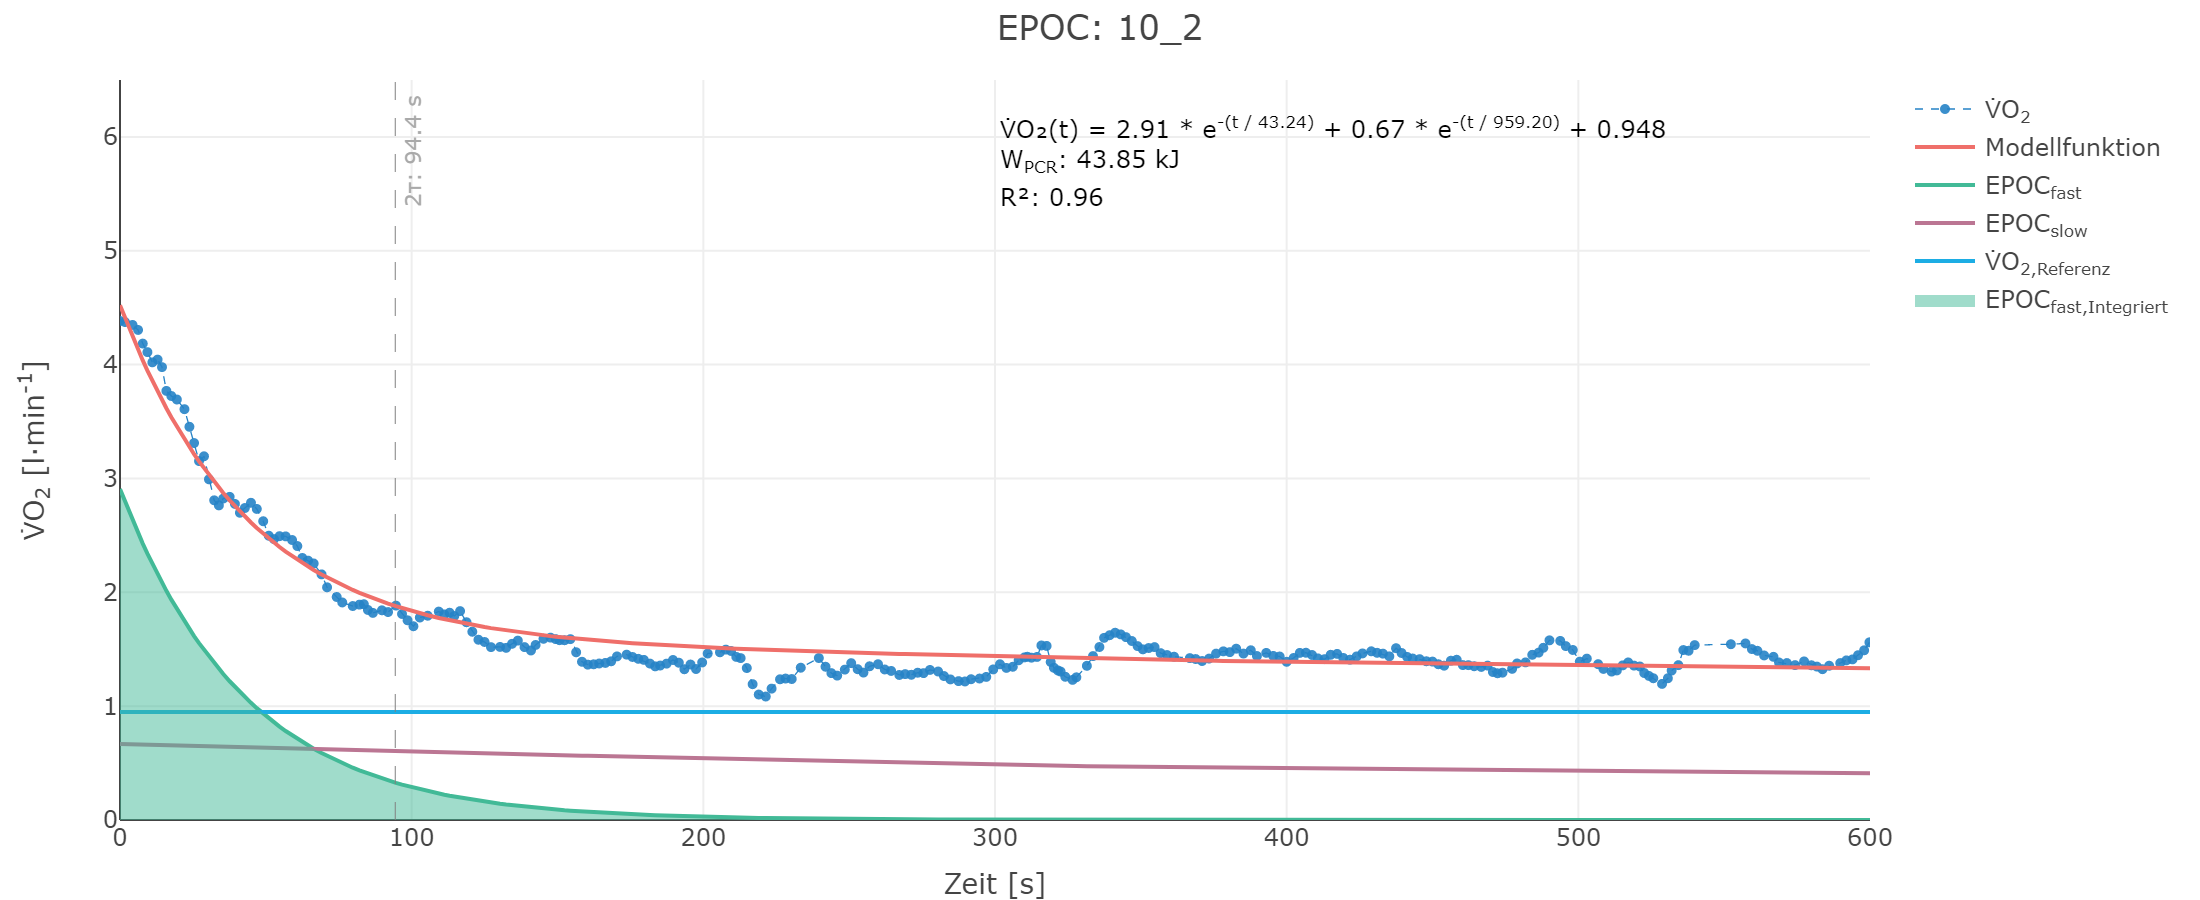 EPOC: 10_2
V̇O₂ [l·min⁻¹]
6
5
4
3
2
1
0
2τ: 94.4 s
V̇O₂(t) = 2.91 * e^-(t / 43.24) + 0.67 * e^-(t / 959.20) + 0.948
W_PCR: 43.85 kJ
R²: 0.96
0 100 200 300 400 500 600
Zeit [s]
V̇O₂
Modellfunktion
EPOC_fast
EPOC_slow
V̇O_2,Referenz
EPOC_fast,Integriert